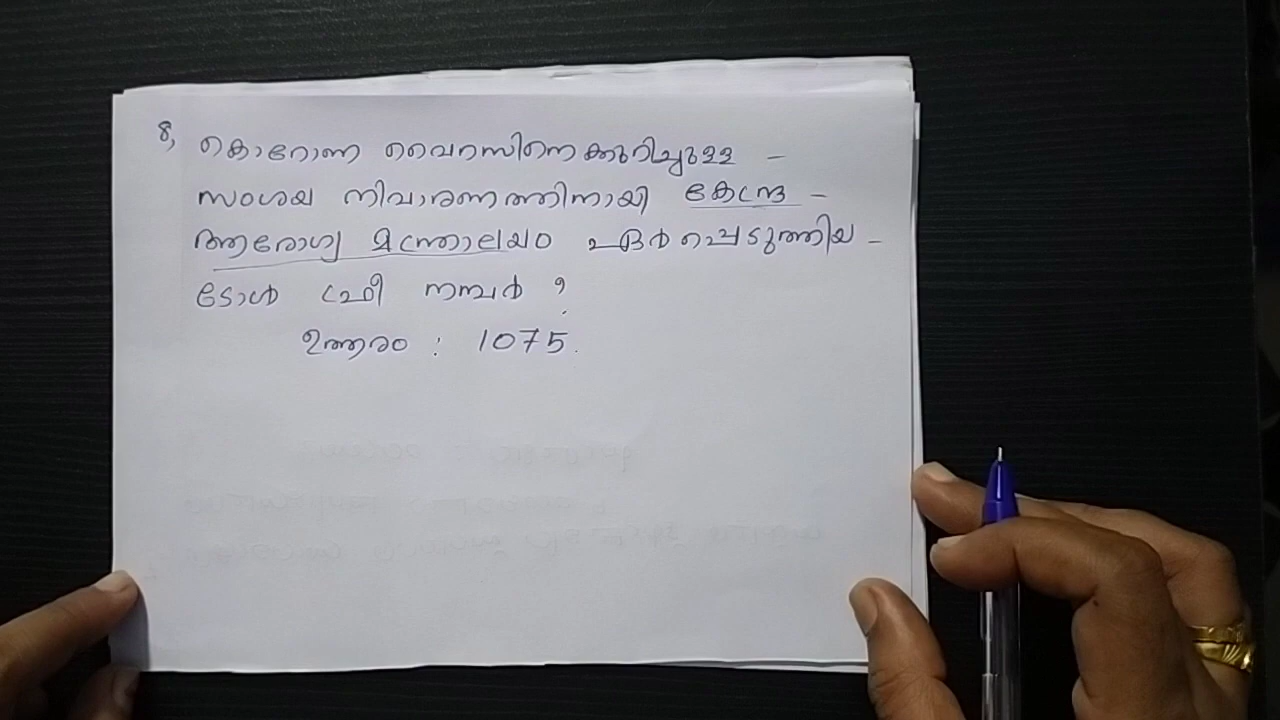 8, കൊറോണ വൈറസിനെക്കുറിച്ചുള്ള -
സംശയ നിവാരണത്തിനായി കേന്ദ്ര -
ആരോഗ്യ മന്ത്രാലയം ഏർപ്പെടുത്തിയ -
ടോൾ ഫ്രീ നമ്പർ ?
ഉത്തരം : 1075.